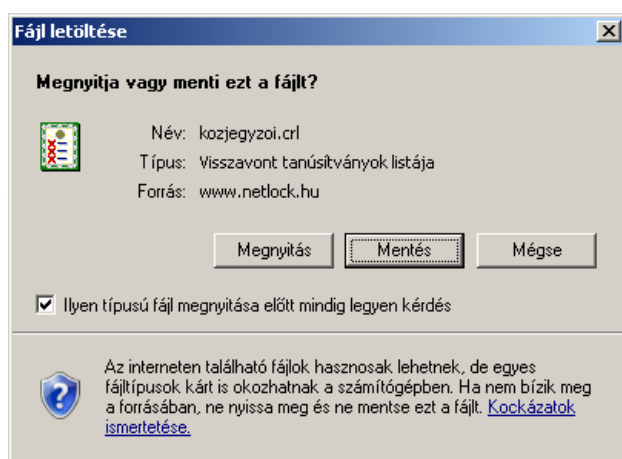 Fájl letöltése
Megnyitja vagy menti ezt a fájlt?
Név: kozjegyzoi.crl
Típus: Visszavont tanúsítványok listája
Forrás: www.netlock.hu
Megnyitás Mentés Mégse
Ilyen típusú fájl megnyitása előtt mindig legyen kérdés
Az interneten található fájlok hasznosak lehetnek, de egyes
fájltípusok kárt is okozhatnak a számítógépben. Ha nem bízik meg
a forrásában, ne nyissa meg és ne mentse ezt a fájlt. Kockázatok
ismertetése.